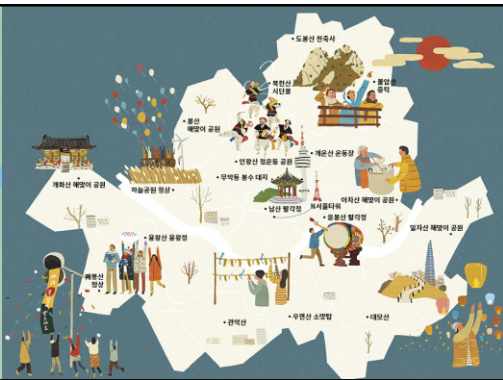 도봉산 천축사
북한산
시단봉
불암산
중턱
봉산
해맞이 공원
인왕산 청운동 공원
개운산 운동장
개화산 해맞이 공원
하늘공원 정상
무악동 봉수대지
남산 팔각정
N서울타워
아차산 해맞이 공원
응봉산 팔각정
일자산 해맞이 공원
용왕산 용왕정
매봉산
정상
관악산
우면산 소망탑
대모산